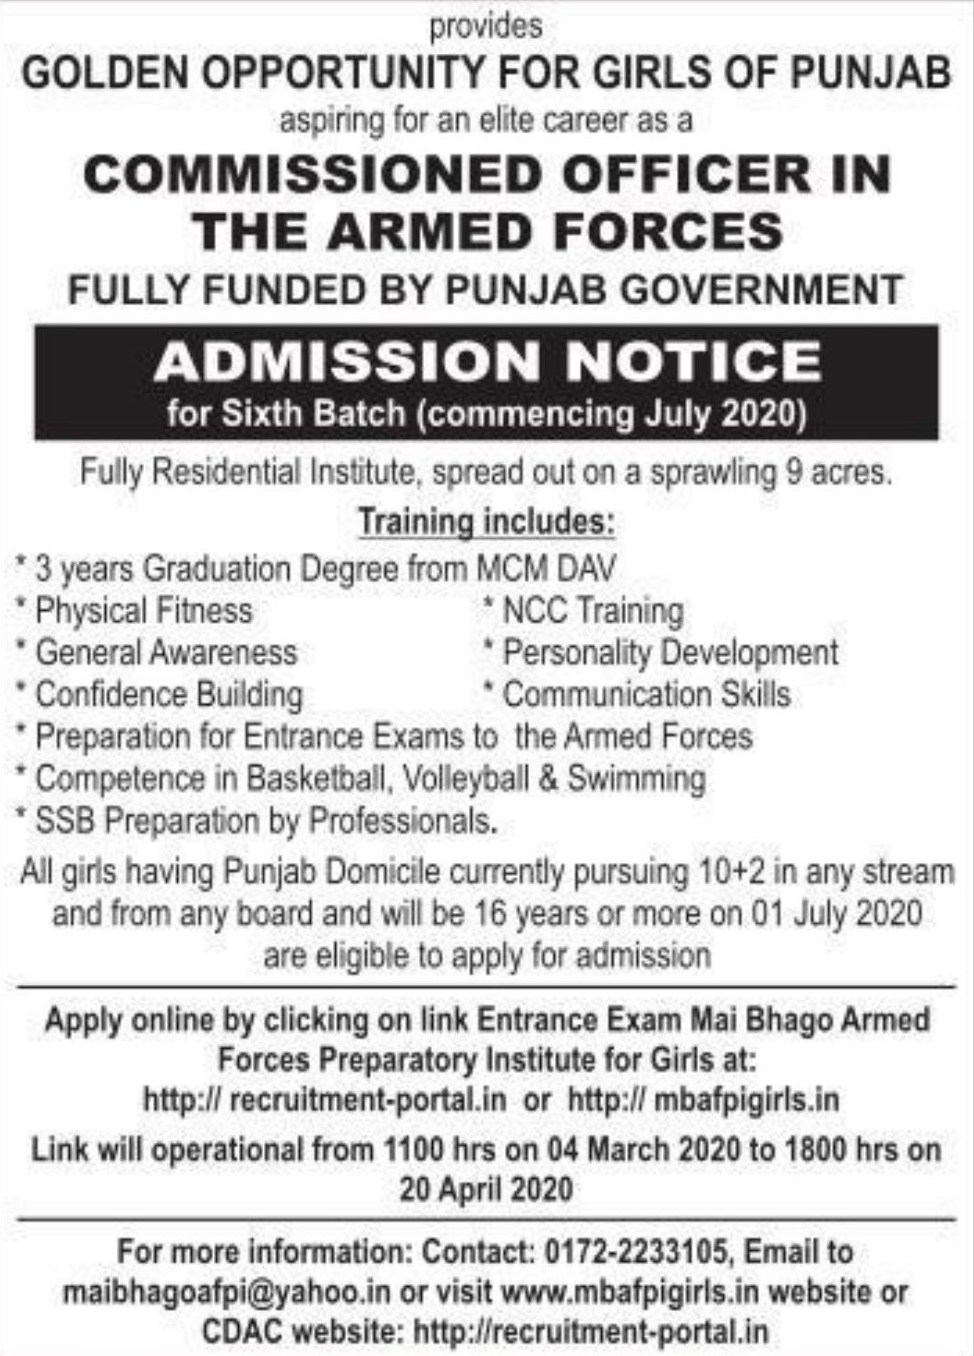 provides
GOLDEN OPPORTUNITY FOR GIRLS OF PUNJAB
aspiring for an elite career as a
COMMISSIONED OFFICER IN
THE ARMED FORCES
FULLY FUNDED BY PUNJAB GOVERNMENT
ADMISSION NOTICE
for Sixth Batch (commencing July 2020)
Fully Residential Institute, spread out on a sprawling 9 acres.
Training includes:
* 3 years Graduation Degree from MCM DAV
* Physical Fitness * NCC Training
* General Awareness * Personality Development
* Confidence Building * Communication Skills
* Preparation for Entrance Exams to the Armed Forces
* Competence in Basketball, Volleyball & Swimming
* SSB Preparation by Professionals.
All girls having Punjab Domicile currently pursuing 10+2 in any stream
and from any board and will be 16 years or more on 01 July 2020
are eligible to apply for admission
Apply online by clicking on link Entrance Exam Mai Bhago Armed
Forces Preparatory Institute for Girls at:
http:// recruitment-portal.in or http:// mbafpigirls.in
Link will operational from 1100 hrs on 04 March 2020 to 1800 hrs on
20 April 2020
For more information: Contact: 0172-2233105, Email to
maibhagoafpi@yahoo.in or visit www.mbafpigirls.in website or
CDAC website: http://recruitment-portal.in